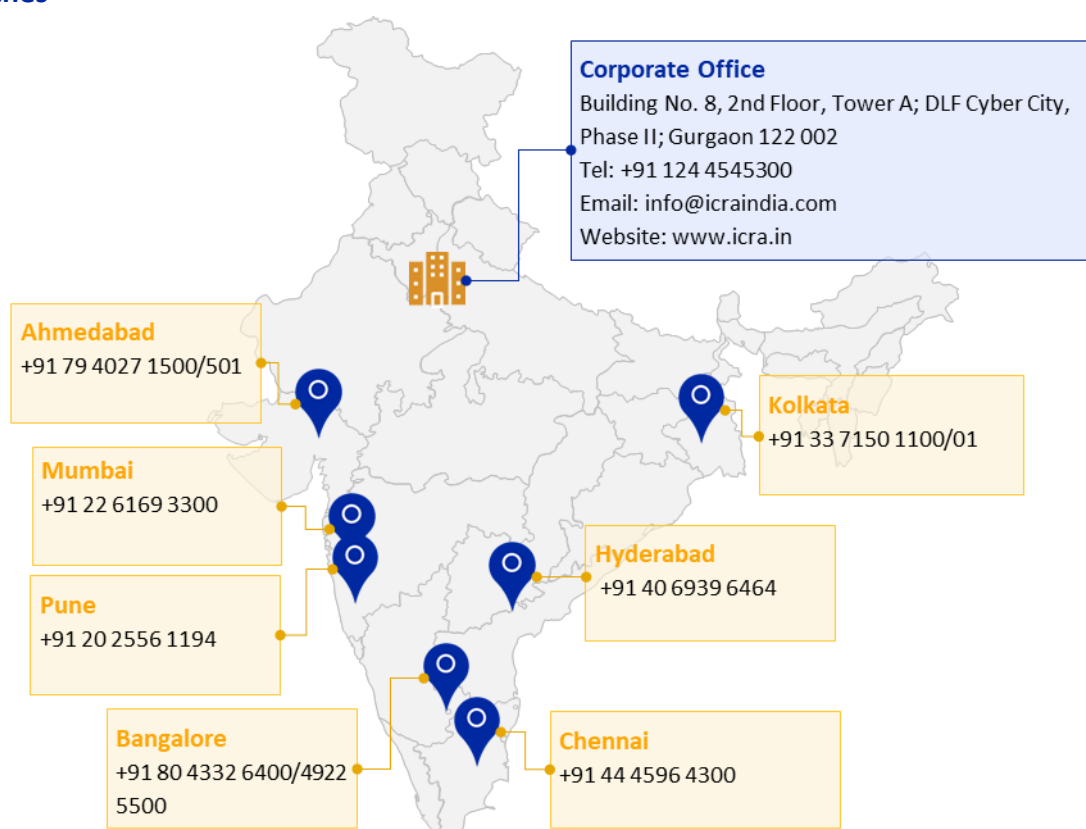 Corporate Office
Building No. 8, 2nd Floor, Tower A; DLF Cyber City,
Phase II; Gurgaon 122 002
Tel: +91 124 4545300
Email: info@icraindia.com
Website: www.icra.in
Ahmedabad
+91 79 4027 1500/501
Kolkata
+91 33 7150 1100/01
Mumbai
+91 22 6169 3300
Hyderabad
+91 40 6939 6464
Pune
+91 20 2556 1194
Bangalore
+91 80 4332 6400/4922
5500
Chennai
+91 44 4596 4300